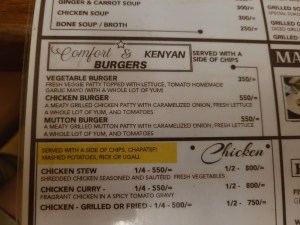 GINGER & CARROT SOUP 300/=
CHICKEN SOUP 300/=
BONE SOUP / BROTH 350/=
Comfort & KENYAN SERVED WITH A
BURGERS SIDE OF CHIPS
VEGETABLE BURGER 550/=
FRESH VEGGIE PATTY TOPPED WITH LETTUCE, TOMATO HOMEMADE
GARLIC MAYO (WITH A WHOLE LOT OF YUM)
CHICKEN BURGER 550/=
A MEATY GRILLED CHICKEN PATTY WITH CARAMELIZED ONION, FRESH LETTUCE
A WHOLE LOT OF YUM, AND TOMATOES
MUTTON BURGER 550/=
A MEATY GRILLED MUTTON PATTY WITH CARAMELIZED ONION, FRESH LETTUCE
A WHOLE LOT OF YUM, AND TOMATOES
SERVED WITH A SIDE OF CHIPS, CHAPATI,
MASHED POTATOES, RICE OR UGALI
Chicken
CHICKEN STEW 1/4 - 550/= 1/2 - 800/=
SHREDDED CHICKEN SEASONED AND SAUTEED FRESH VEGETABLES
CHICKEN CURRY - 1/4 - 550/= 1/2 - 800/=
FRAGRANT CHICKEN IN A SPICY TOMATO GRAVY
CHICKEN - GRILLED OR FRIED - 1/4 - 500/= 1/2 - 750/=
GRILLED
MA